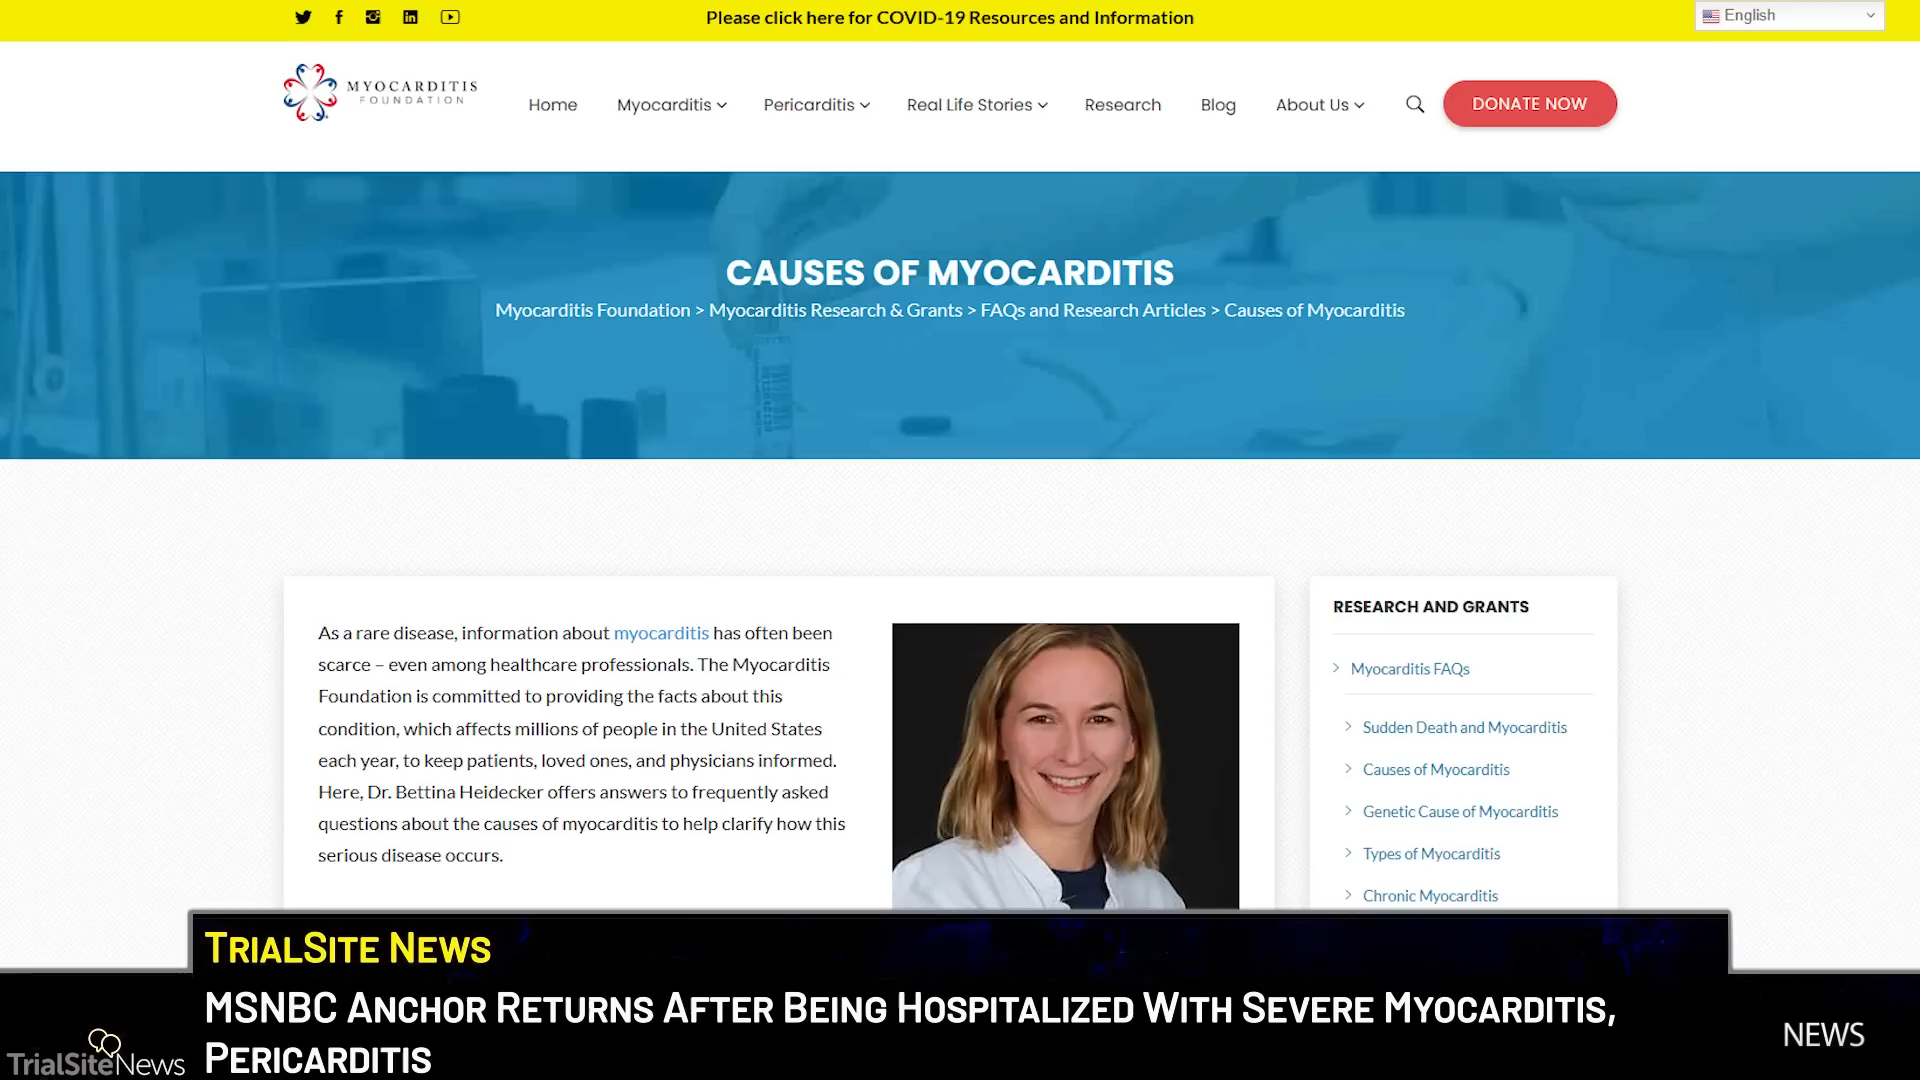 Please click here for COVID-19 Resources and Information
English
MYOCARDITIS
FOUNDATION
Home
Myocarditis
Pericarditis
Real Life Stories
Research
Blog
About Us
DONATE NOW
CAUSES OF MYOCARDITIS
Myocarditis Foundation > Myocarditis Research & Grants > FAQs and Research Articles > Causes of Myocarditis
As a rare disease, information about myocarditis has often been
scarce – even among healthcare professionals. The Myocarditis
Foundation is committed to providing the facts about this
condition, which affects millions of people in the United States
each year, to keep patients, loved ones, and physicians informed.
Here, Dr. Bettina Heidecker offers answers to frequently asked
questions about the causes of myocarditis to help clarify how this
serious disease occurs.
RESEARCH AND GRANTS
Myocarditis FAQs
Sudden Death and Myocarditis
Causes of Myocarditis
Genetic Cause of Myocarditis
Types of Myocarditis
Chronic Myocarditis
TRIALSITE NEWS
MSNBC ANCHOR RETURNS AFTER BEING HOSPITALIZED WITH SEVERE MYOCARDITIS,
PERICARDITIS
TrialSiteNews
NEWS